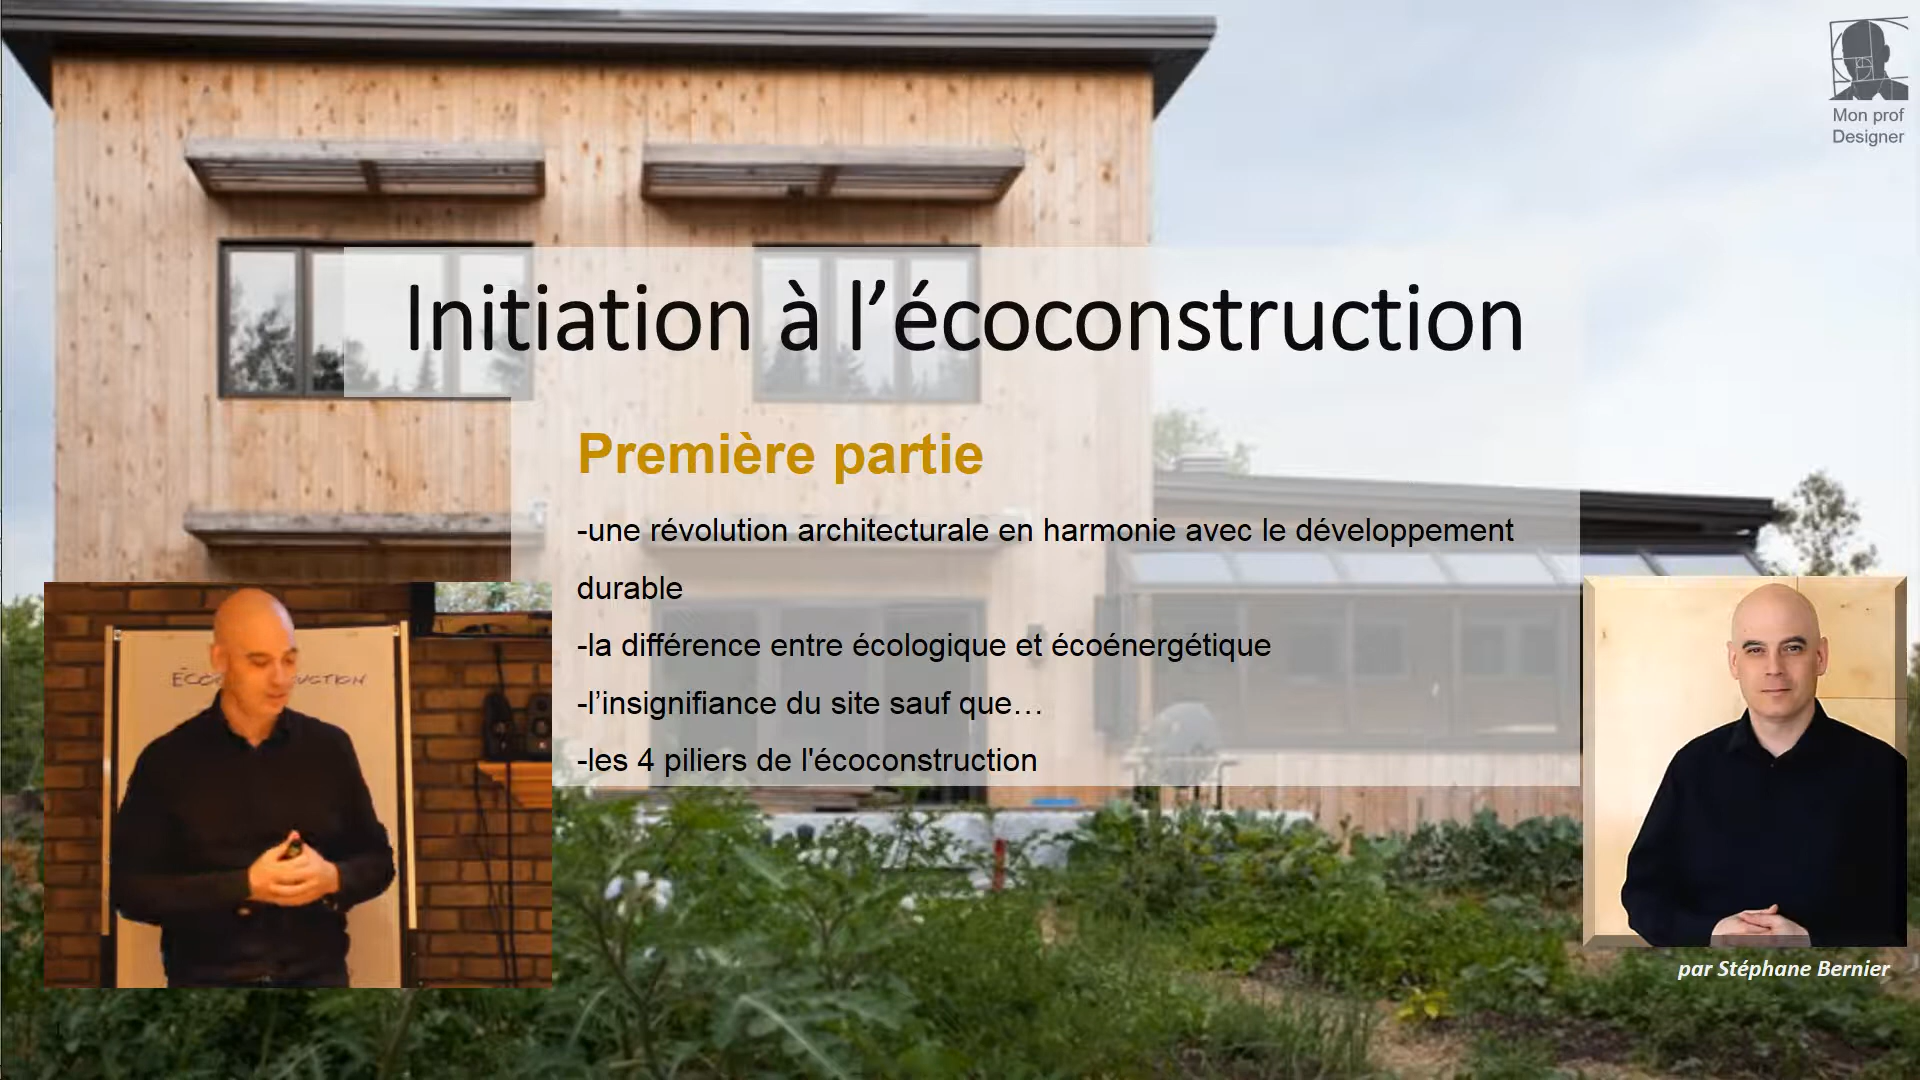 Mon prof
Designer
Initiation à l’écoconstruction
Première partie
-une révolution architecturale en harmonie avec le développement
durable
-la différence entre écologique et écoénergétique
-l’insignifiance du site sauf que…
-les 4 piliers de l'écoconstruction
par Stéphane Bernier